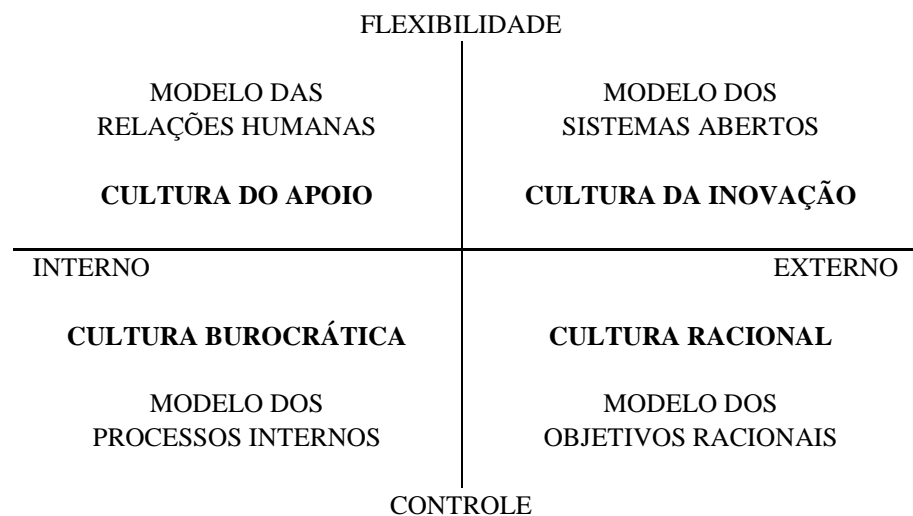 FLEXIBILIDADE
MODELO DAS
RELAÇÕES HUMANAS
CULTURA DO APOIO
MODELO DOS
SISTEMAS ABERTOS
CULTURA DA INOVAÇÃO
INTERNO
EXTERNO
CULTURA BUROCRÁTICA
MODELO DOS
PROCESSOS INTERNOS
CULTURA RACIONAL
MODELO DOS
OBJETIVOS RACIONAIS
CONTROLE